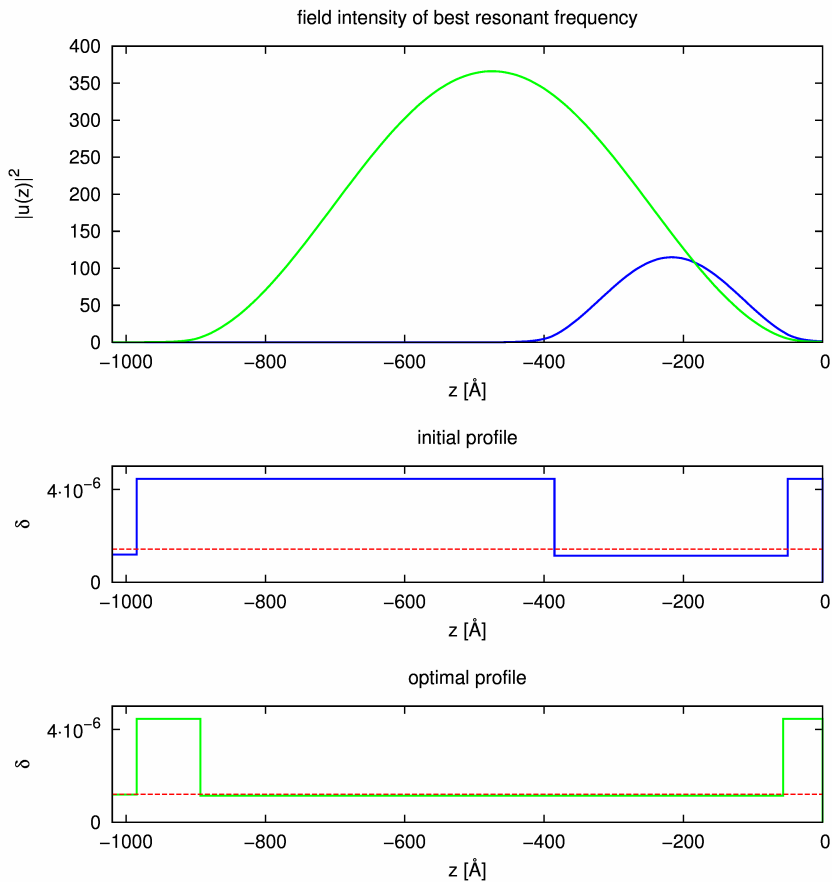 field intensity of best resonant frequency
400
350
300
250
200
150
100
50
0
|u(z)|²
−1000 −800 −600 −400 −200 0
z [Å]
initial profile
4·10⁻⁶
0
δ
−1000 −800 −600 −400 −200 0
z [Å]
optimal profile
4·10⁻⁶
0
δ
−1000 −800 −600 −400 −200 0
z [Å]